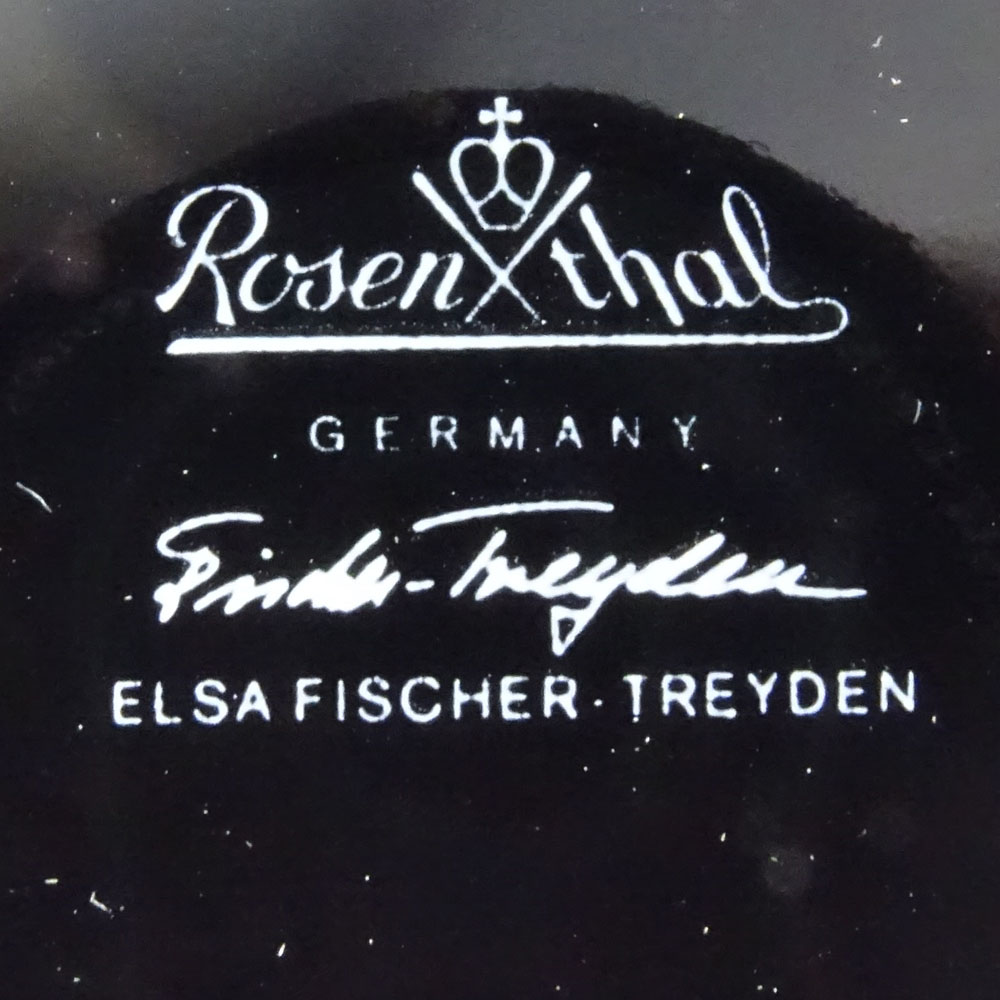 Rosenthal
GERMANY
Fischer-Treyden
ELSA FISCHER-TREYDEN